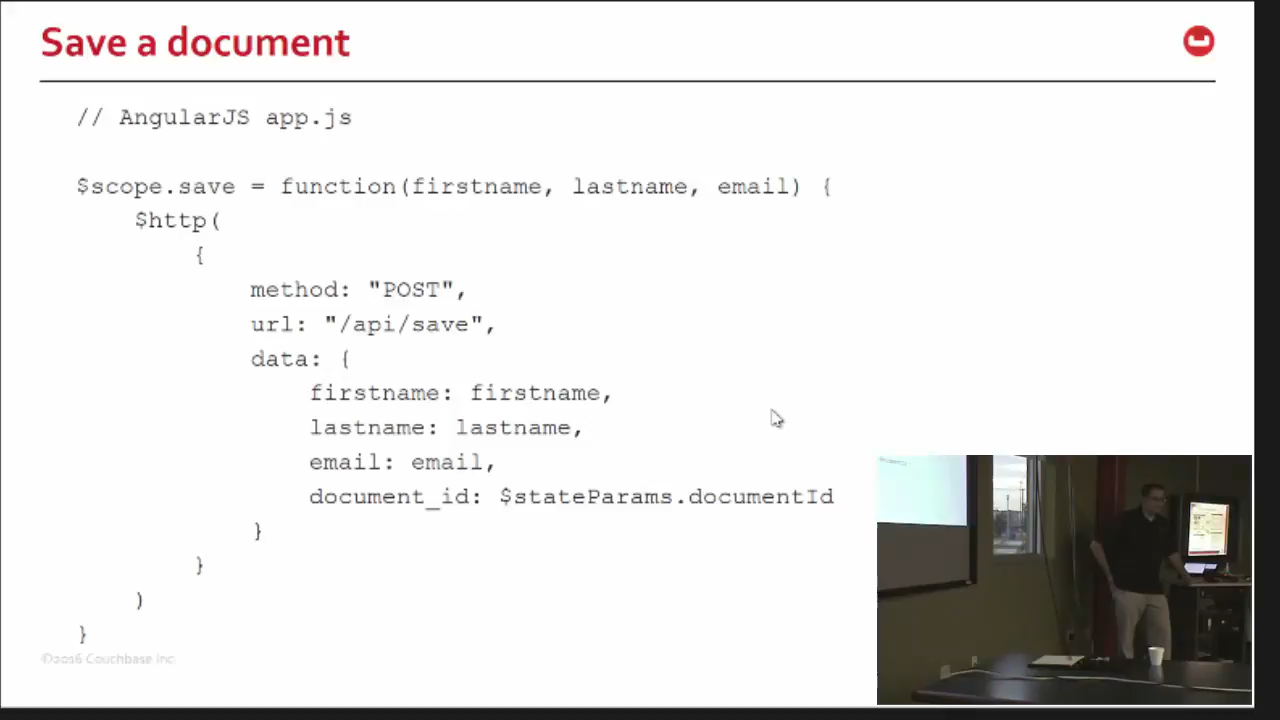 Save a document
// AngularJS app.js
$scope.save = function(firstname, lastname, email) {
$http(
{
method: "POST",
url: "/api/save",
data: {
firstname: firstname,
lastname: lastname,
email: email,
document_id: $stateParams.documentId
}
}
)
}
©2016 Couchbase Inc.